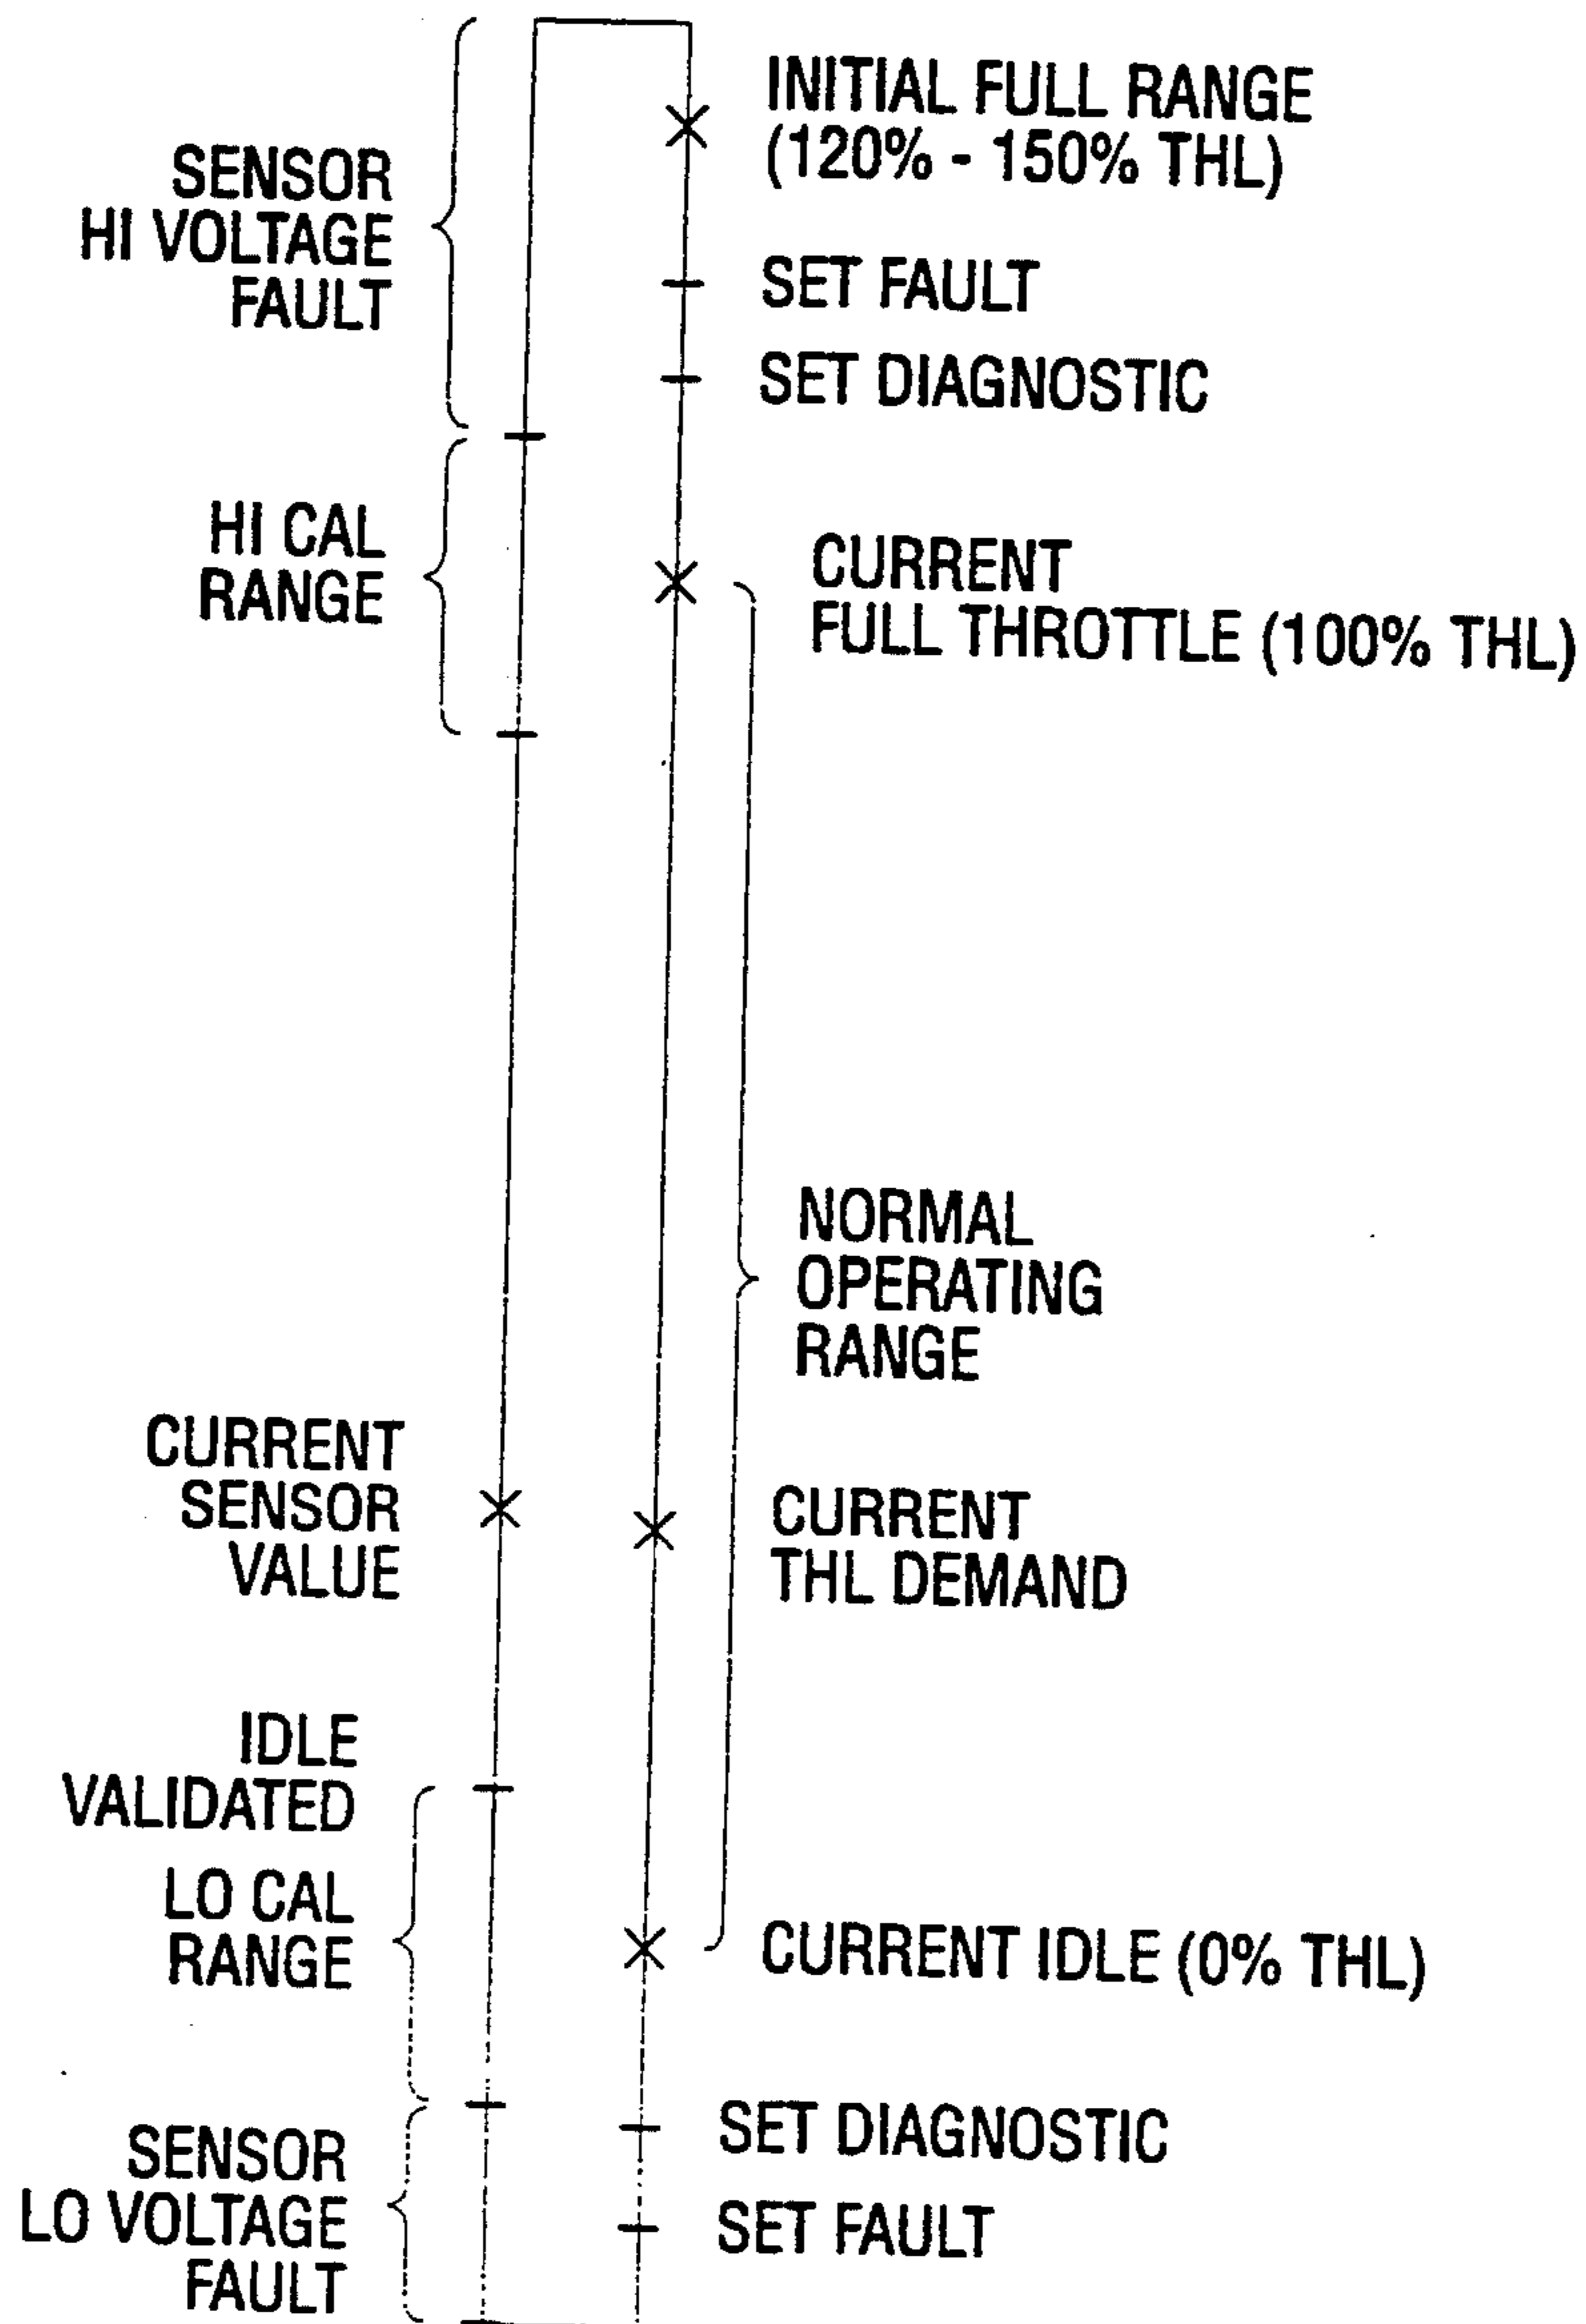 INITIAL FULL RANGE
(120% - 150% THL)
SENSOR
HI VOLTAGE
FAULT
SET FAULT
SET DIAGNOSTIC
HI CAL
RANGE
CURRENT
FULL THROTTLE (100% THL)
NORMAL
OPERATING
RANGE
CURRENT
SENSOR
VALUE
CURRENT
THL DEMAND
IDLE
VALIDATED
LO CAL
RANGE
CURRENT IDLE (0% THL)
SET DIAGNOSTIC
SENSOR
LO VOLTAGE
FAULT
SET FAULT